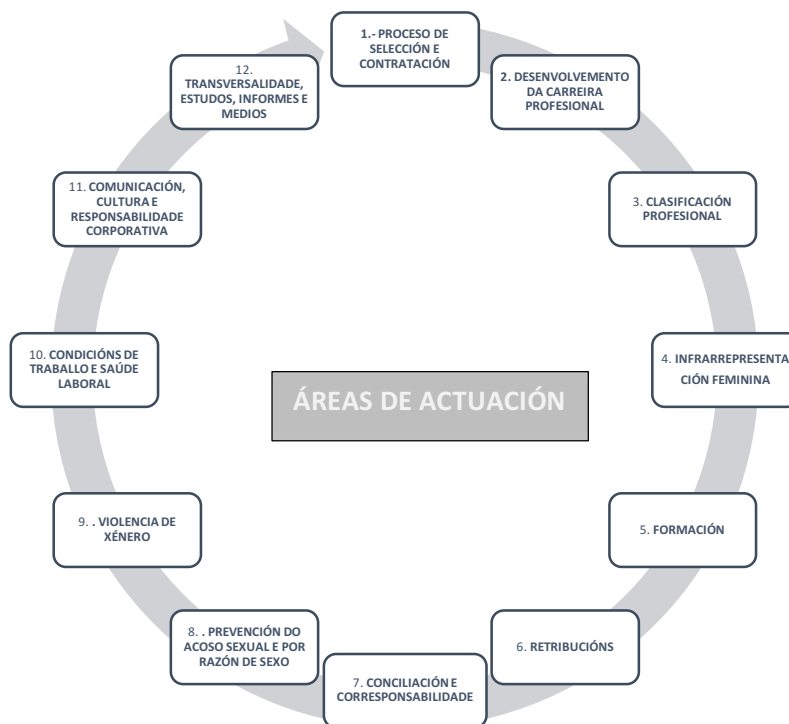 1.- PROCESO DE
SELECCIÓN E
CONTRATACIÓN
2. DESENVOLVEMENTO
DA CARREIRA
PROFESIONAL
3. CLASIFICACIÓN
PROFESIONAL
4. INFRARREPRESENTA
CIÓN FEMININA
5. FORMACIÓN
6. RETRIBUCIÓNS
7. CONCILIACIÓN E
CORRESPONSABILIDADE
8. . PREVENCIÓN DO
ACOSO SEXUAL E POR
RAZÓN DE SEXO
9. . VIOLENCIA DE
XÉNERO
10. CONDICIÓNS DE
TRABALLO E SAÚDE
LABORAL
11. COMUNICACIÓN,
CULTURA E
RESPONSABILIDADE
CORPORATIVA
12.
TRANSVERSALIDADE,
ESTUDOS, INFORMES E
MEDIOS
ÁREAS DE ACTUACIÓN